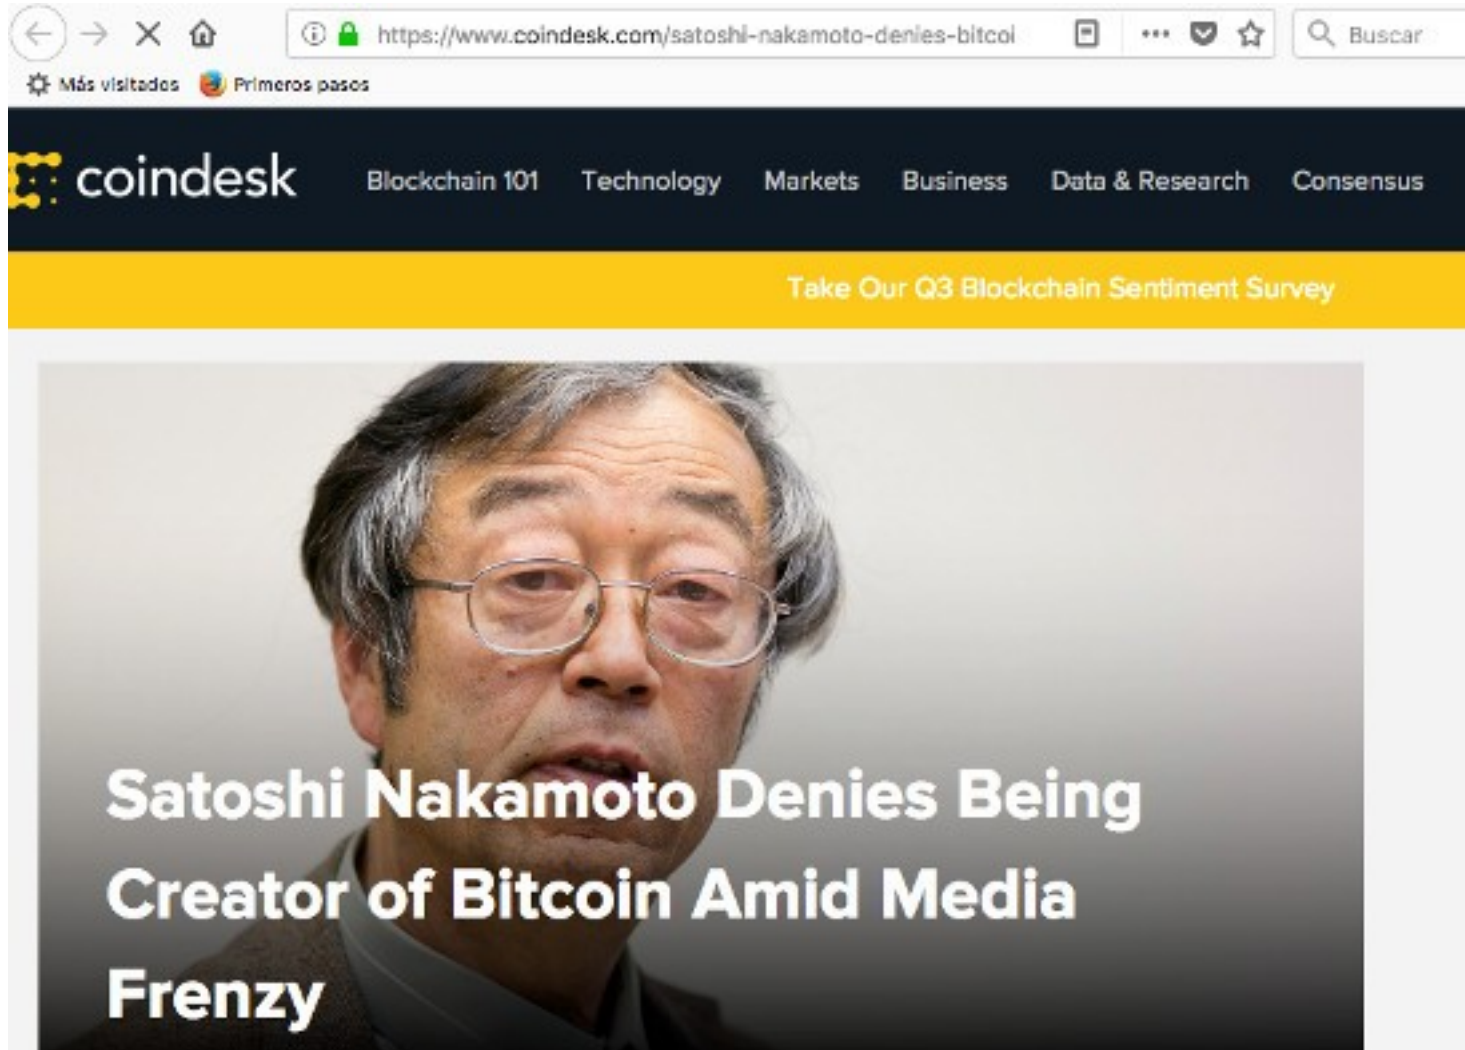 https://www.coindesk.com/satoshi-nakamoto-denies-bitcoi
Buscar
Más visitados Primeros pasos
coindesk Blockchain 101 Technology Markets Business Data & Research Consensus
Take Our Q3 Blockchain Sentiment Survey
Satoshi Nakamoto Denies Being
Creator of Bitcoin Amid Media
Frenzy